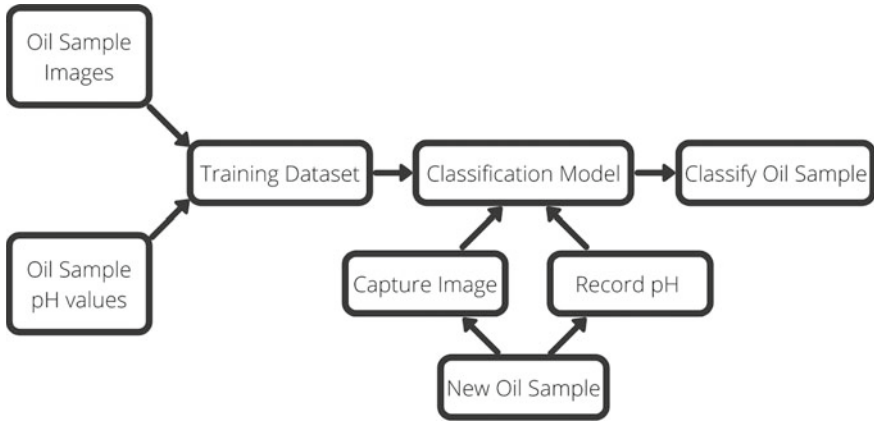 Oil Sample
Images
Training Dataset
Classification Model
Classify Oil Sample
Oil Sample
pH values
Capture Image
Record pH
New Oil Sample